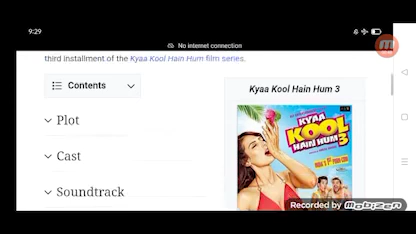 9:29
No internet connection
third installment of the Kyaa Kool Hain Hum film series.
Contents
Kyaa Kool Hain Hum 3
Plot
Cast
Soundtrack
KYAA
KOOL
HAIN HUM
3
Recorded by mobizen